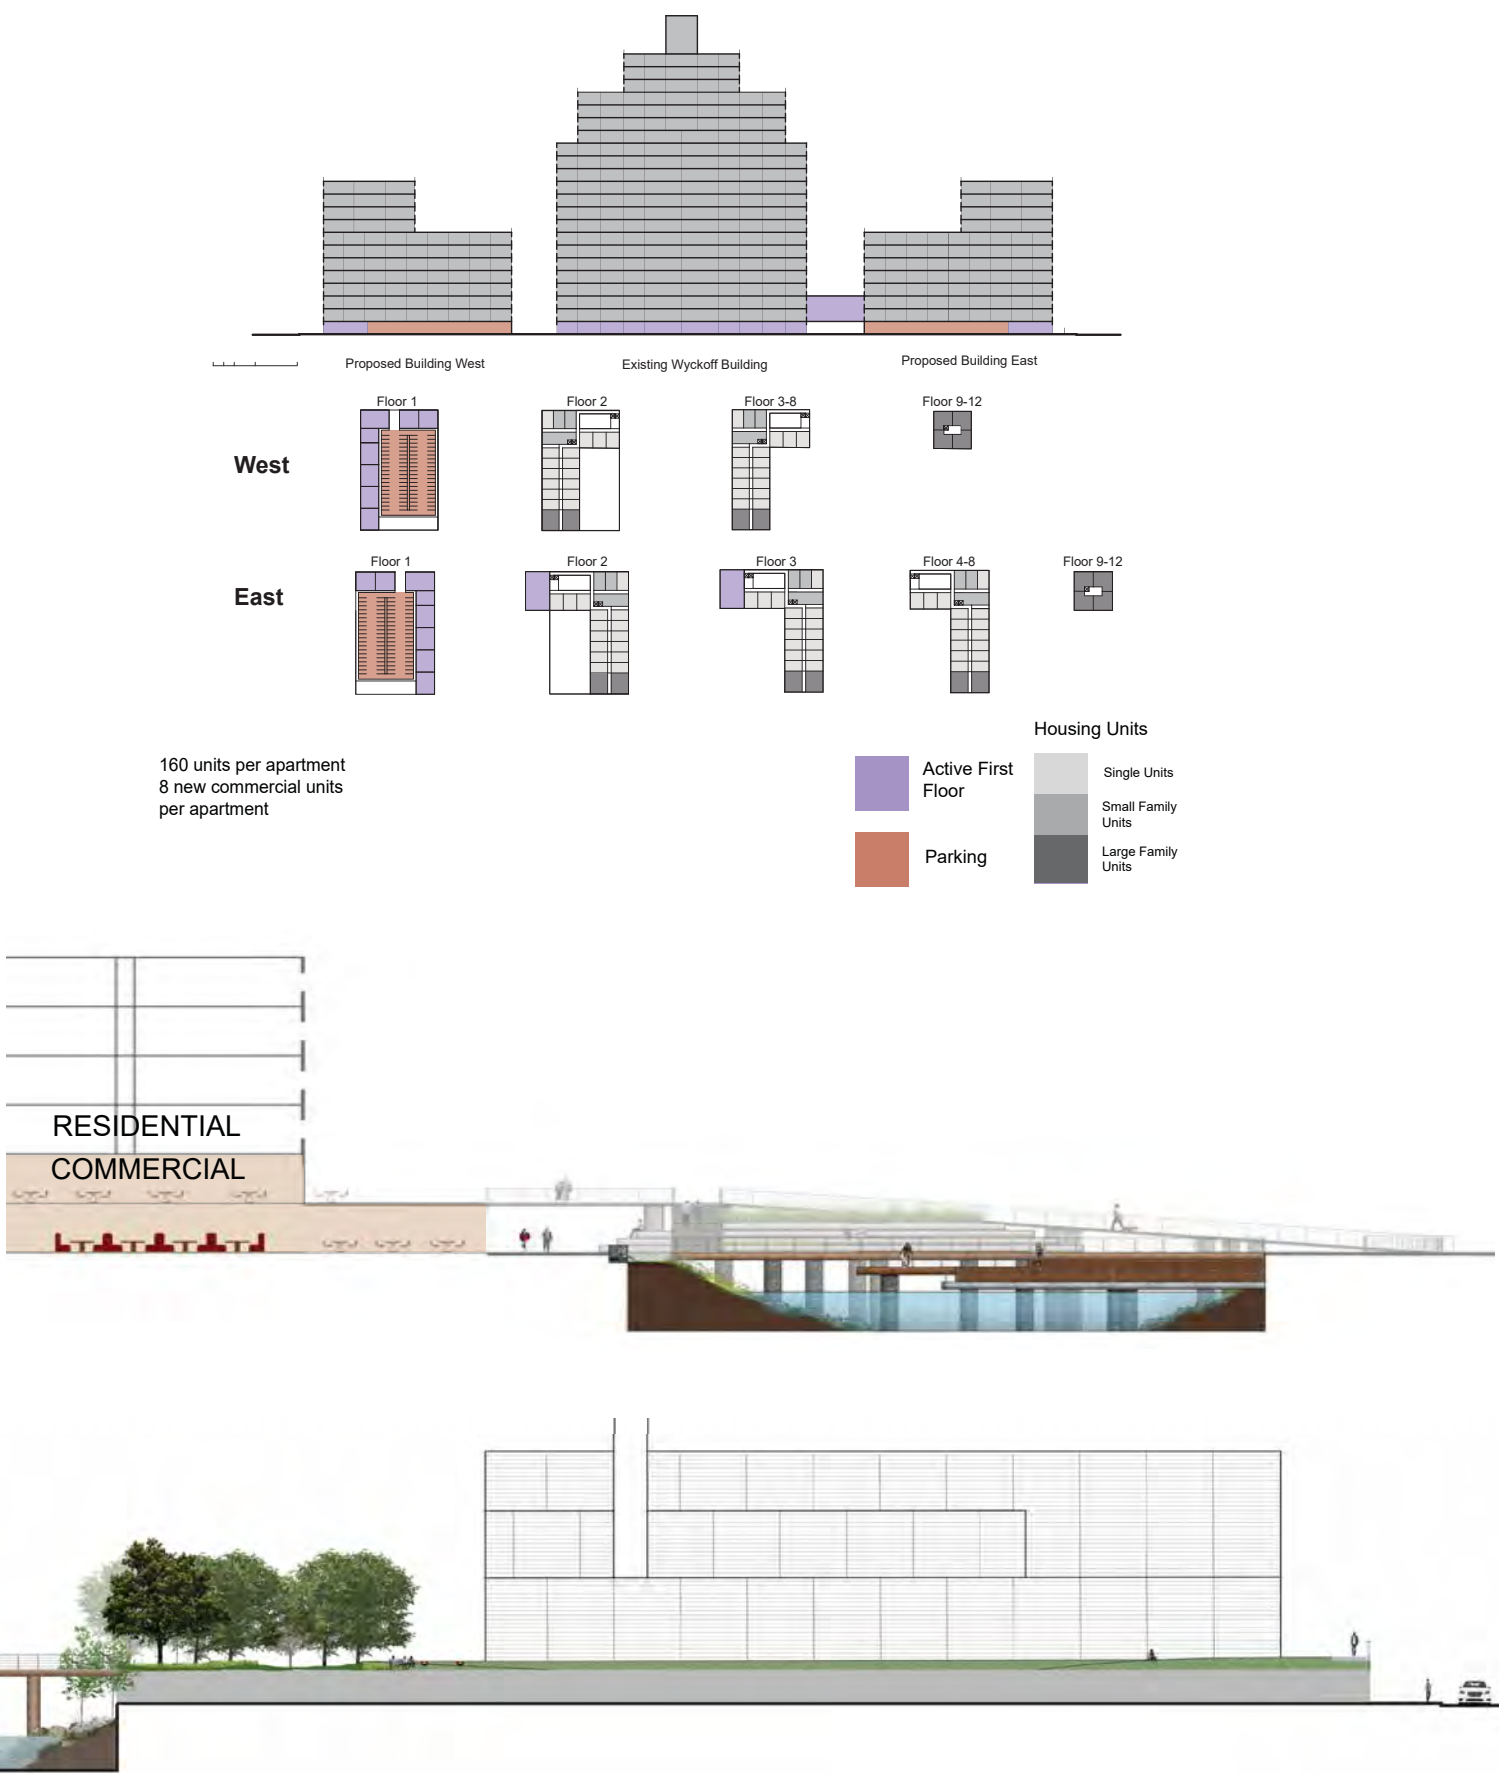 Proposed Building West
Existing Wyckoff Building
Proposed Building East
Floor 1
Floor 2
Floor 3-8
Floor 9-12
West
Floor 1
Floor 2
Floor 3
Floor 4-8
Floor 9-12
East
160 units per apartment
8 new commercial units
per apartment
Active First
Floor
Parking
Housing Units
Single Units
Small Family
Units
Large Family
Units
RESIDENTIAL
COMMERCIAL